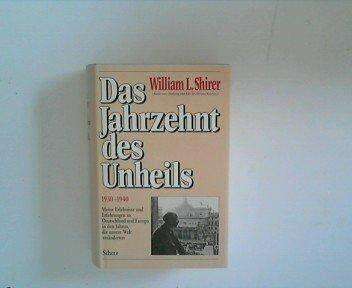 William L. Shirer
Das
Jahrzehnt
des
Unheils
1930-1940
Meine Erlebnisse und
Erfahrungen in
Deutschland und Europa
in den Jahren,
die unsere Welt
veränderten
Scherz